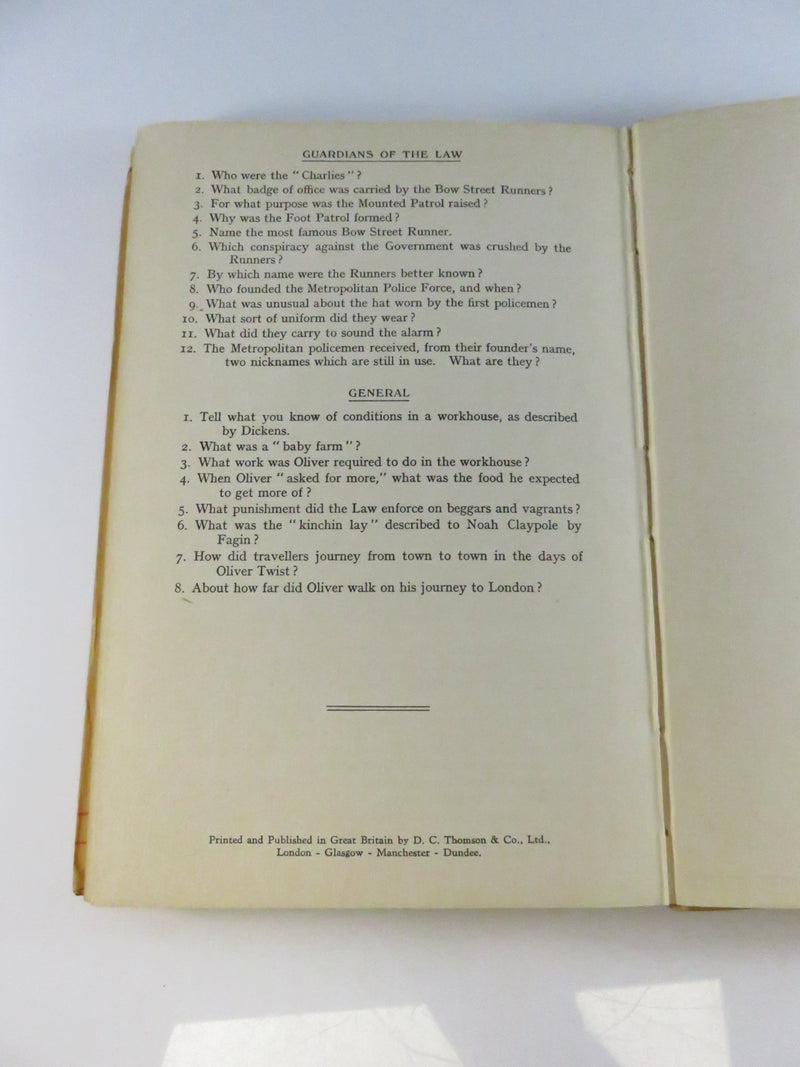 GUARDIANS OF THE LAW
1. Who were the “ Charlies ” ?
2. What badge of office was carried by the Bow Street Runners ?
3. For what purpose was the Mounted Patrol raised ?
4. Why was the Foot Patrol formed ?
5. Name the most famous Bow Street Runner.
6. Which conspiracy against the Government was crushed by the
Runners ?
7. By which name were the Runners better known ?
8. Who founded the Metropolitan Police Force, and when ?
9. What was unusual about the hat worn by the first policemen ?
10. What sort of uniform did they wear ?
11. What did they carry to sound the alarm ?
12. The Metropolitan policemen received, from their founder's name,
two nicknames which are still in use. What are they ?
GENERAL
1. Tell what you know of conditions in a workhouse, as described
by Dickens.
2. What was a “ baby farm ” ?
3. What work was Oliver required to do in the workhouse ?
4. When Oliver “ asked for more,” what was the food he expected
to get more of ?
5. What punishment did the Law enforce on beggars and vagrants ?
6. What was the “ kinchin lay ” described to Noah Claypole by
Fagin ?
7. How did travellers journey from town to town in the days of
Oliver Twist ?
8. About how far did Oliver walk on his journey to London ?
Printed and Published in Great Britain by D. C. Thomson & Co., Ltd.,
London - Glasgow - Manchester - Dundee.